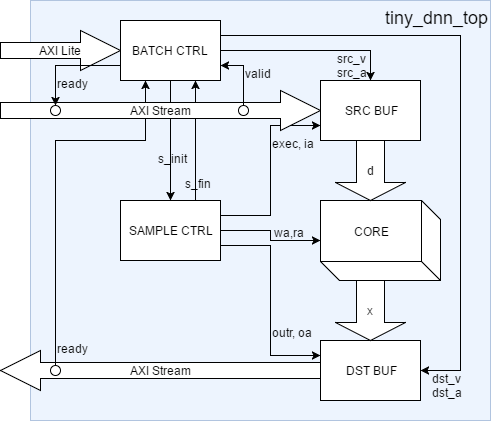 tiny_dnn_top
AXI Lite
BATCH CTRL
src_v
src_a
ready
valid
AXI Stream
SRC BUF
exec, ia
s_init
s_fin
d
SAMPLE CTRL
wa,ra
CORE
x
outr, oa
ready
AXI Stream
DST BUF
dst_v
dst_a